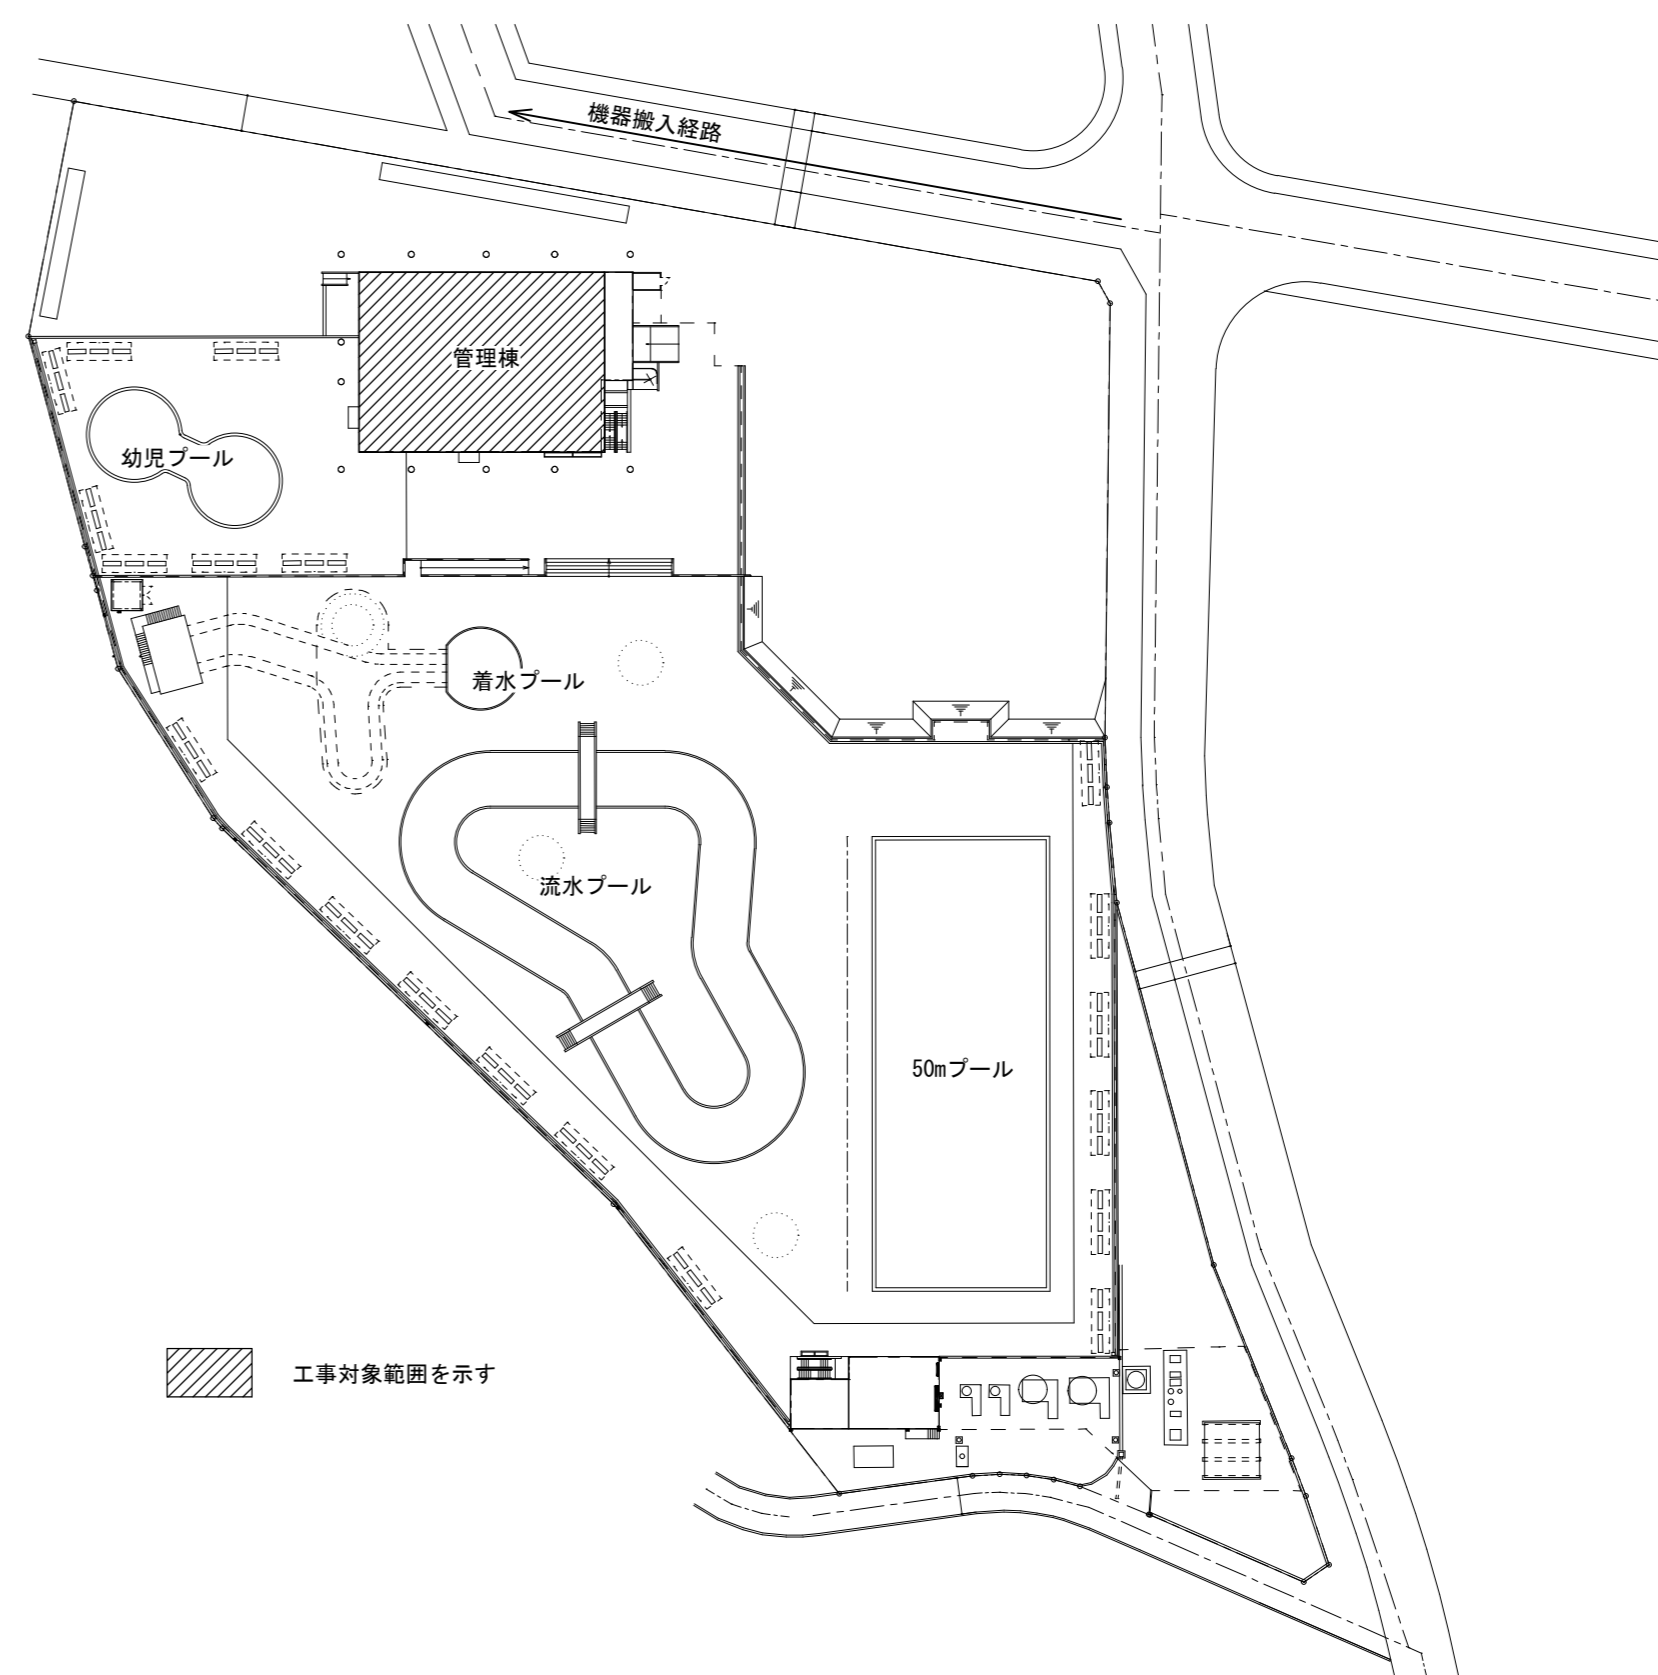 機器搬入経路
管理棟
幼児プール
着水プール
流水プール
50mプール
工事対象範囲を示す